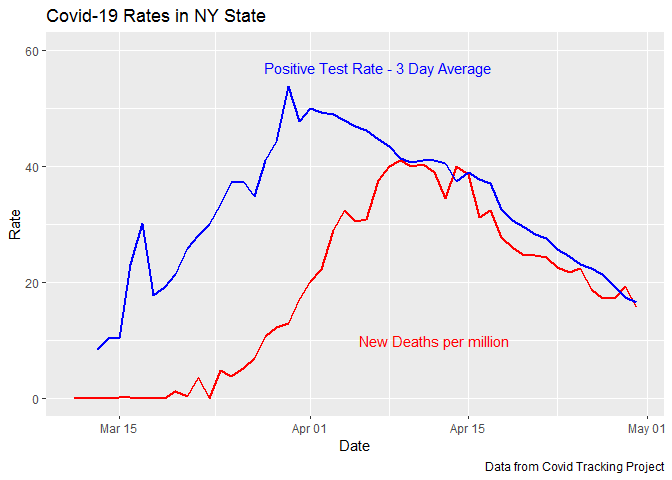 Covid-19 Rates in NY State
60
Positive Test Rate - 3 Day Average
40
Rate
20
New Deaths per million
0
Mar 15
Apr 01
Apr 15
May 01
Date
Data from Covid Tracking Project